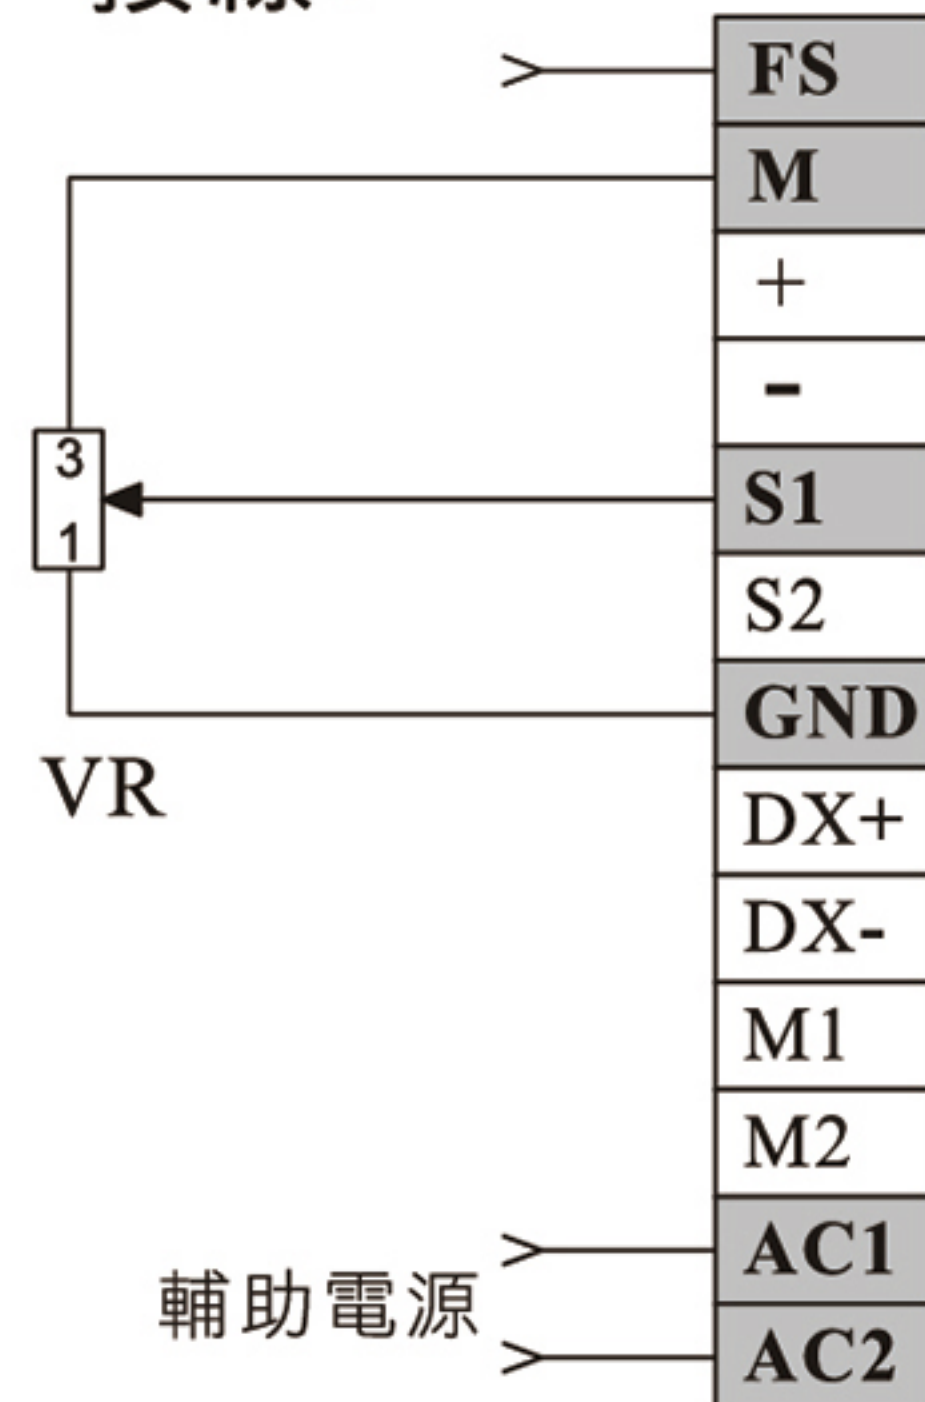 FS
M
+
-
3
S1
1
S2
GND
VR
DX+
DX-
M1
M2
AC1
輔助電源
AC2